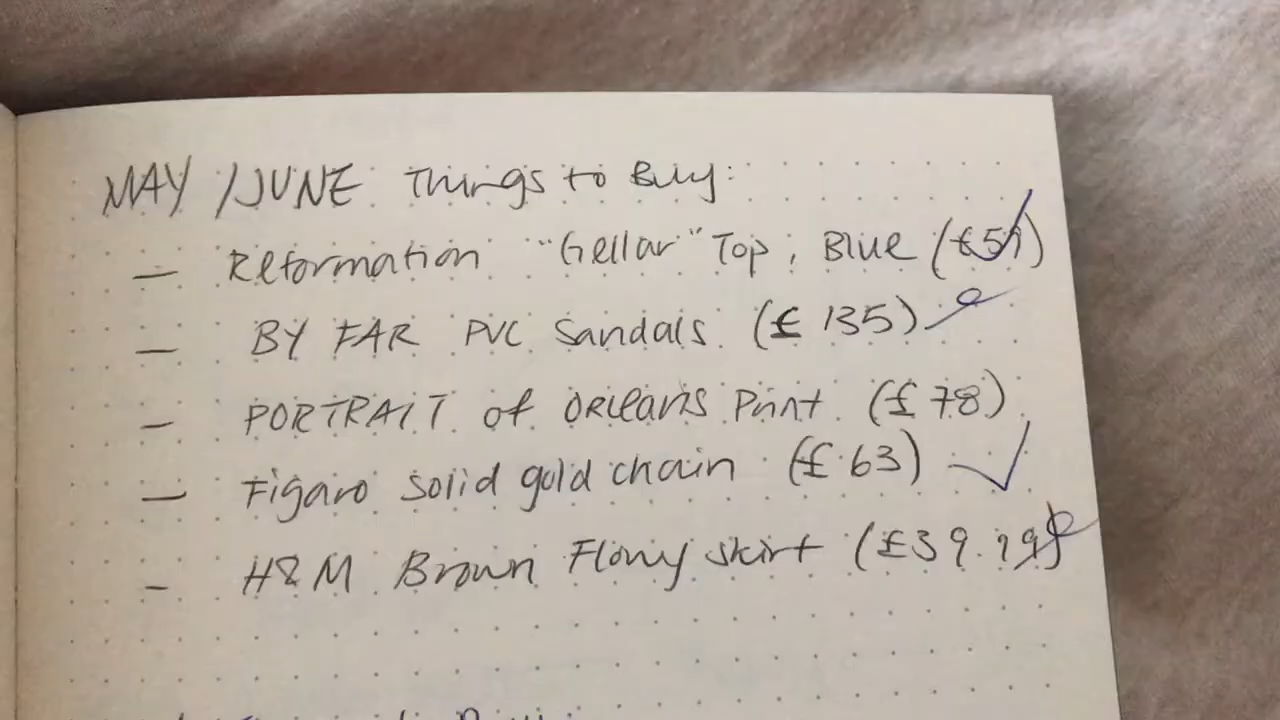 MAY / JUNE Things to Buy:
— Reformation "Gellar" Top, Blue (£59)
— BY FAR PVC Sandals (£135)
— PORTRAIT of ORLEANS Print (£78)
— Figaro solid gold chain (£63)
- H&M Brown Flowy skirt (£39.99)